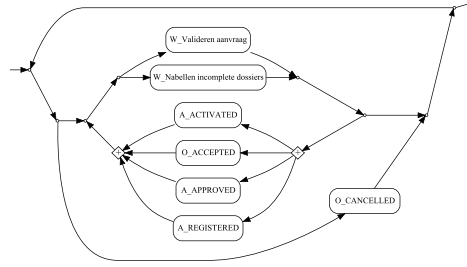 W_Valideren aanvraag
W_Nabellen incomplete dossiers
A_ACTIVATED
O_ACCEPTED
A_APPROVED
O_CANCELLED
A_REGISTERED